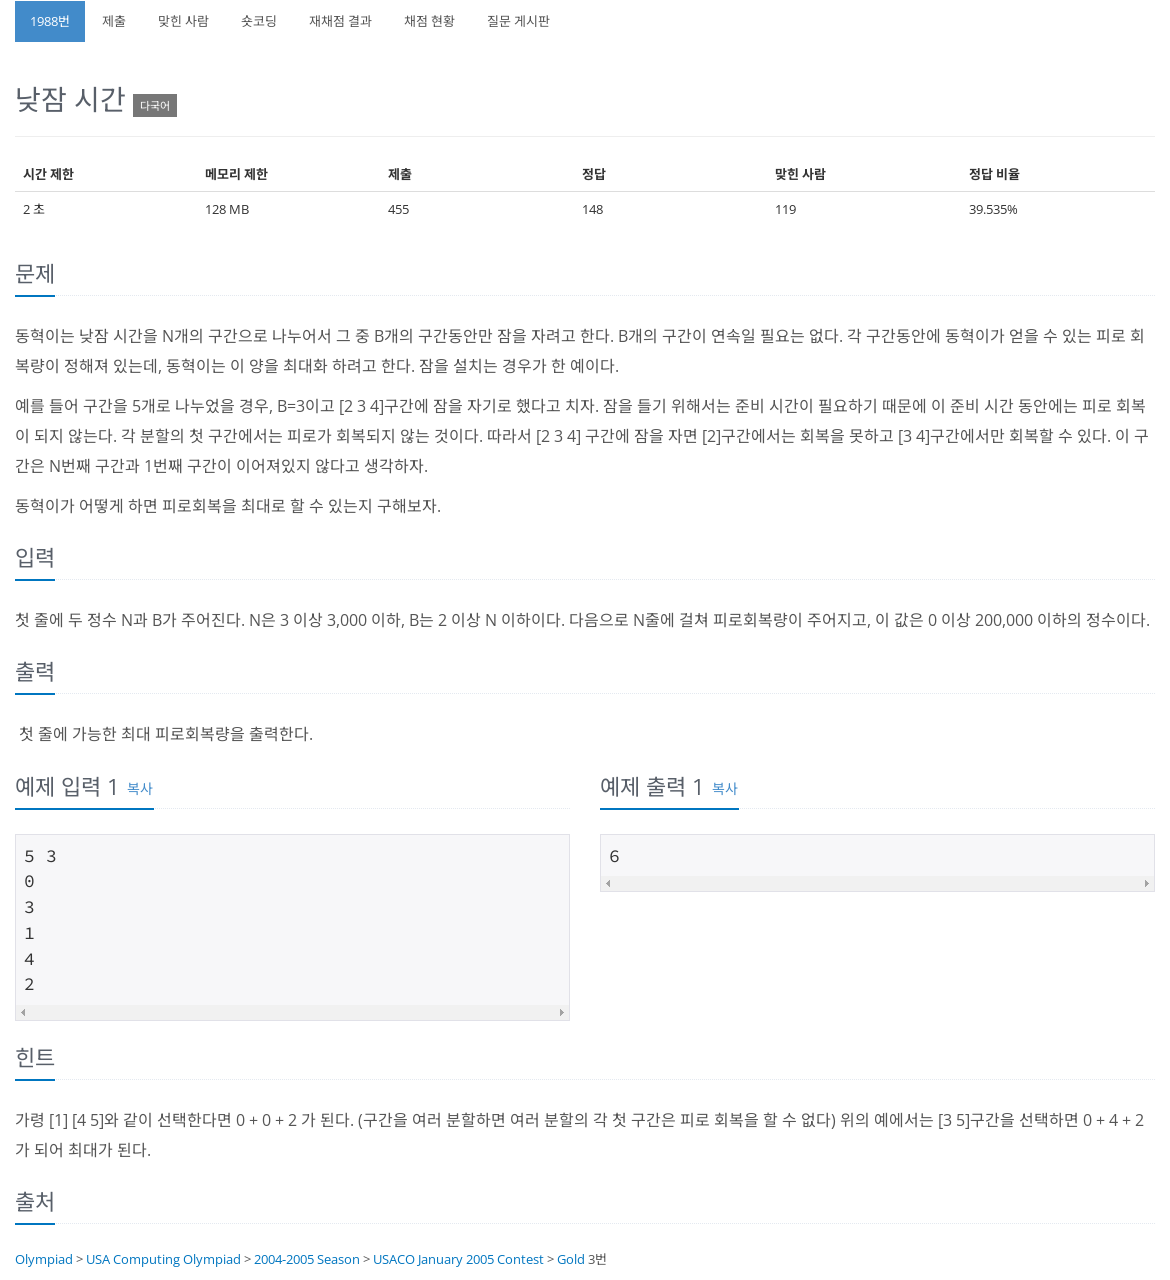 1988번 제출 맞힌 사람 숏코딩 재채점 결과 채점 현황 질문 게시판
낮잠 시간 다국어
시간 제한 메모리 제한 제출 정답 맞힌 사람 정답 비율
2 초 128 MB 455 148 119 39.535%
문제
동혁이는 낮잠 시간을 N개의 구간으로 나누어서 그 중 B개의 구간동안만 잠을 자려고 한다. B개의 구간이 연속일 필요는 없다. 각 구간동안에 동혁이가 얻을 수 있는 피로 회
복량이 정해져 있는데, 동혁이는 이 양을 최대화 하려고 한다. 잠을 설치는 경우가 한 예이다.
예를 들어 구간을 5개로 나누었을 경우, B=3이고 [2 3 4]구간에 잠을 자기로 했다고 치자. 잠을 들기 위해서는 준비 시간이 필요하기 때문에 이 준비 시간 동안에는 피로 회복
이 되지 않는다. 각 분할의 첫 구간에서는 피로가 회복되지 않는 것이다. 따라서 [2 3 4] 구간에 잠을 자면 [2]구간에서는 회복을 못하고 [3 4]구간에서만 회복할 수 있다. 이 구
간은 N번째 구간과 1번째 구간이 이어져있지 않다고 생각하자.
동혁이가 어떻게 하면 피로회복을 최대로 할 수 있는지 구해보자.
입력
첫 줄에 두 정수 N과 B가 주어진다. N은 3 이상 3,000 이하, B는 2 이상 N 이하이다. 다음으로 N줄에 걸쳐 피로회복량이 주어지고, 이 값은 0 이상 200,000 이하의 정수이다.
출력
첫 줄에 가능한 최대 피로회복량을 출력한다.
예제 입력 1 복사
5 3
0
3
1
4
2
예제 출력 1 복사
6
힌트
가령 [1] [4 5]와 같이 선택한다면 0 + 0 + 2 가 된다. (구간을 여러 분할하면 여러 분할의 각 첫 구간은 피로 회복을 할 수 없다) 위의 예에서는 [3 5]구간을 선택하면 0 + 4 + 2
가 되어 최대가 된다.
출처
Olympiad > USA Computing Olympiad > 2004-2005 Season > USACO January 2005 Contest > Gold 3번